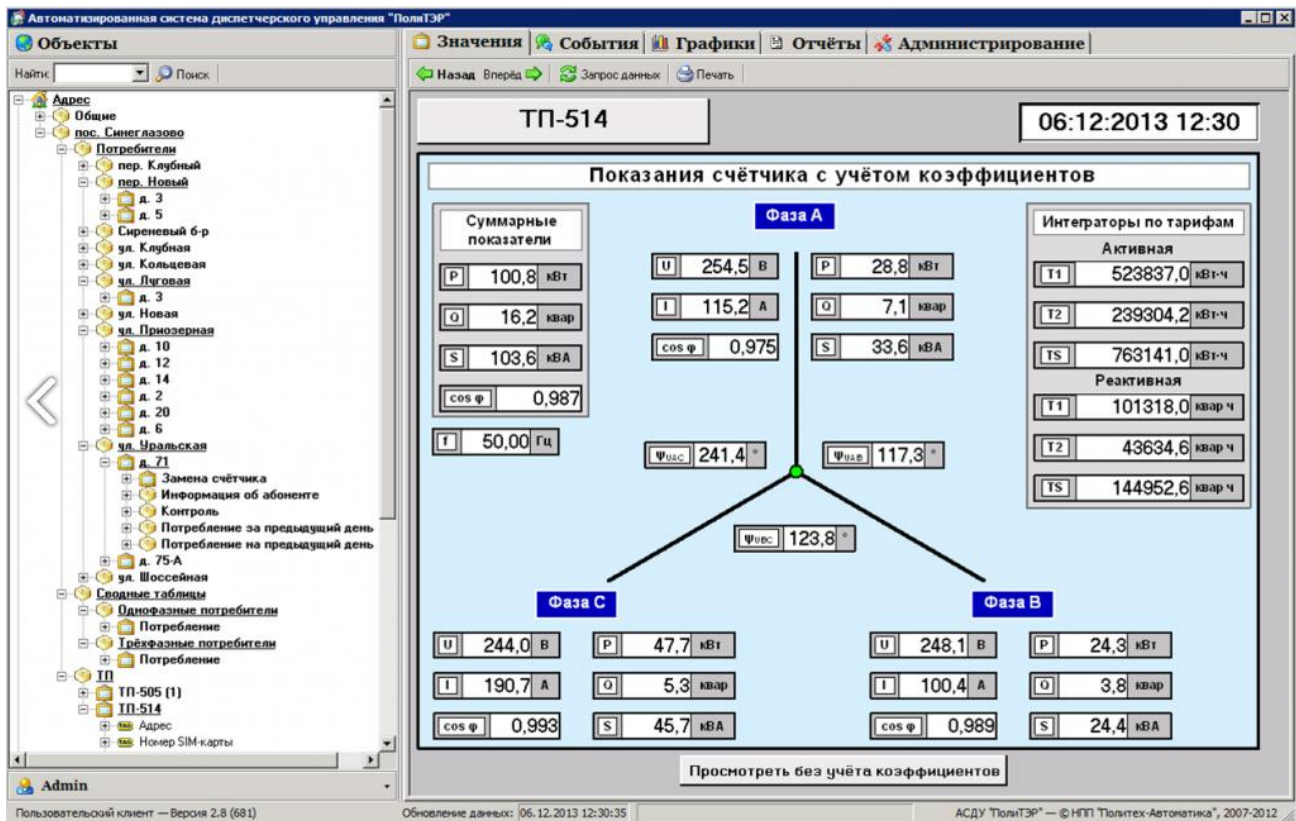 Автоматизированная система диспетчерского управления "ПолиТЭР"
Объекты
Найти:
Поиск
Адрес
Общие
пос. Синеглазово
Потребители
пер. Клубный
пер. Новый
д. 3
д. 5
Сиреневый б-р
ул. Клубная
ул. Кольцевая
ул. Луговая
д. 3
ул. Новая
ул. Приозерная
д. 10
д. 12
д. 14
д. 2
д. 20
д. 6
ул. Уральская
д. 71
Замена счётчика
Информация об абоненте
Контроль
Потребление за предыдущий день
Потребление на предыдущий день
д. 75-А
ул. Шоссейная
Сводные таблицы
Однофазные потребители
Потребление
Трёхфазные потребители
Потребление
ТП
ТП-505 (1)
ТП-514
TAG Адрес
TAG Номер SIM-карты
Admin
Значения События Графики Отчёты Администрирование
Назад Вперёд Запрос данных Печать
ТП-514
06:12:2013 12:30
Показания счётчика с учётом коэффициентов
Суммарные
показатели
P 100,8 кВт
Q 16,2 квар
S 103,6 кВА
cos φ 0,987
f 50,00 Гц
Фаза A
U 254,5 В
I 115,2 А
cos φ 0,975
P 28,8 кВт
Q 7,1 квар
S 33,6 кВА
Интеграторы по тарифам
Активная
T1 523837,0 кВт·ч
T2 239304,2 кВт·ч
TS 763141,0 кВт·ч
Реактивная
T1 101318,0 квар ч
T2 43634,6 квар ч
TS 144952,6 квар ч
ΨUAC 241,4 °
ΨUAB 117,3 °
ΨUBC 123,8 °
Фаза C
U 244,0 В
I 190,7 А
cos φ 0,993
P 47,7 кВт
Q 5,3 квар
S 45,7 кВА
Фаза B
U 248,1 В
I 100,4 А
cos φ 0,989
P 24,3 кВт
Q 3,8 квар
S 24,4 кВА
Просмотреть без учёта коэффициентов
Пользовательский клиент — Версия 2.8 (681)
Обновление данных: 06.12.2013 12:30:35
АСДУ "ПолиТЭР" — © НПП "Политех-Автоматика", 2007-2012